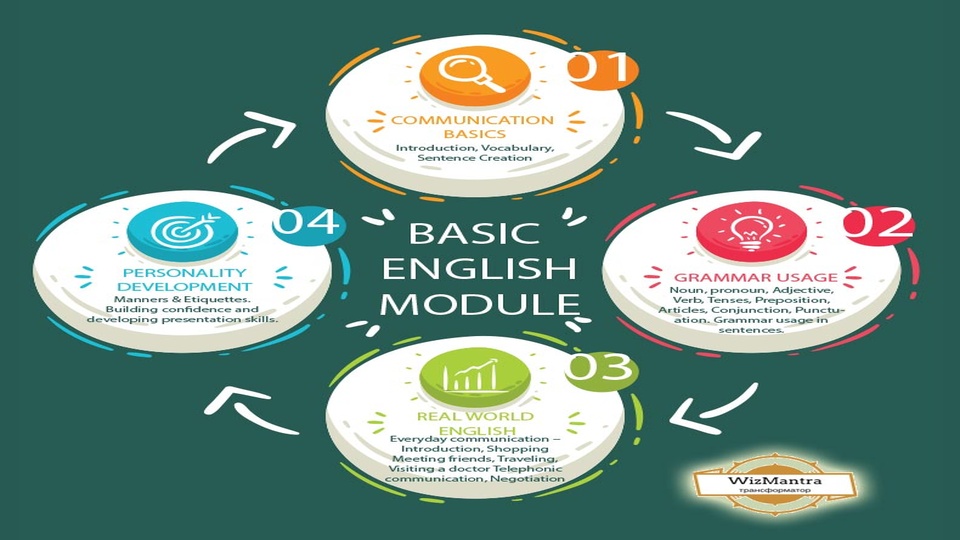 01
COMMUNICATION
BASICS
Introduction, Vocabulary,
Sentence Creation
04
PERSONALITY
DEVELOPMENT
Manners & Etiquettes.
Building confidence and
developing presentation skills.
BASIC
ENGLISH
MODULE
02
GRAMMAR USAGE
Noun, pronoun, Adjective,
Verb, Tenses, Preposition,
Articles, Conjunction, Punctu-
ation. Grammar usage in
sentences.
03
REAL WORLD
ENGLISH
Everyday communication –
Introduction, Shopping
Meeting friends, Traveling,
Visiting a doctor Telephonic
communication, Negotiation
WizMantra
трансформатор